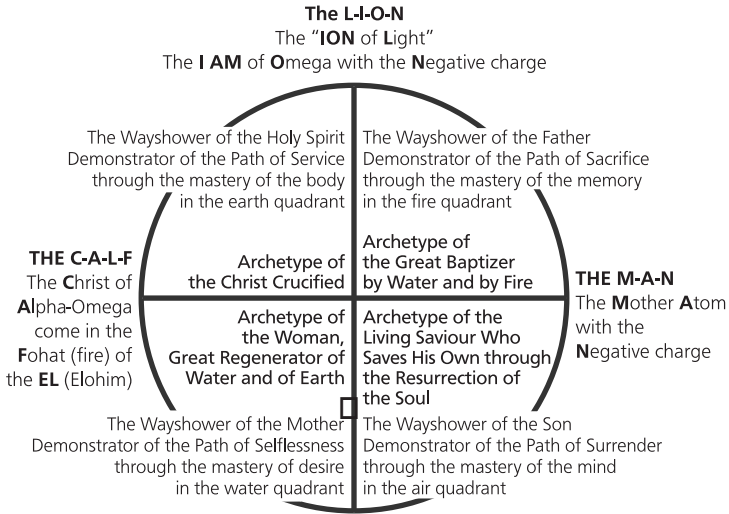 The L-I-O-N
The “ION of Light”
The I AM of Omega with the Negative charge
The Wayshower of the Holy Spirit
Demonstrator of the Path of Service
through the mastery of the body
in the earth quadrant
The Wayshower of the Father
Demonstrator of the Path of Sacrifice
through the mastery of the memory
in the fire quadrant
THE C-A-L-F
The Christ of
Alpha-Omega
come in the
Fohat (fire) of
the EL (Elohim)
Archetype of
the Christ Crucified
Archetype of
the Great Baptizer
by Water and by Fire
THE M-A-N
The Mother Atom
with the
Negative charge
Archetype of
the Woman,
Great Regenerator of
Water and of Earth
Archetype of the
Living Saviour Who
Saves His Own through
the Resurrection of
the Soul
The Wayshower of the Mother
Demonstrator of the Path of Selflessness
through the mastery of desire
in the water quadrant
The Wayshower of the Son
Demonstrator of the Path of Surrender
through the mastery of the mind
in the air quadrant